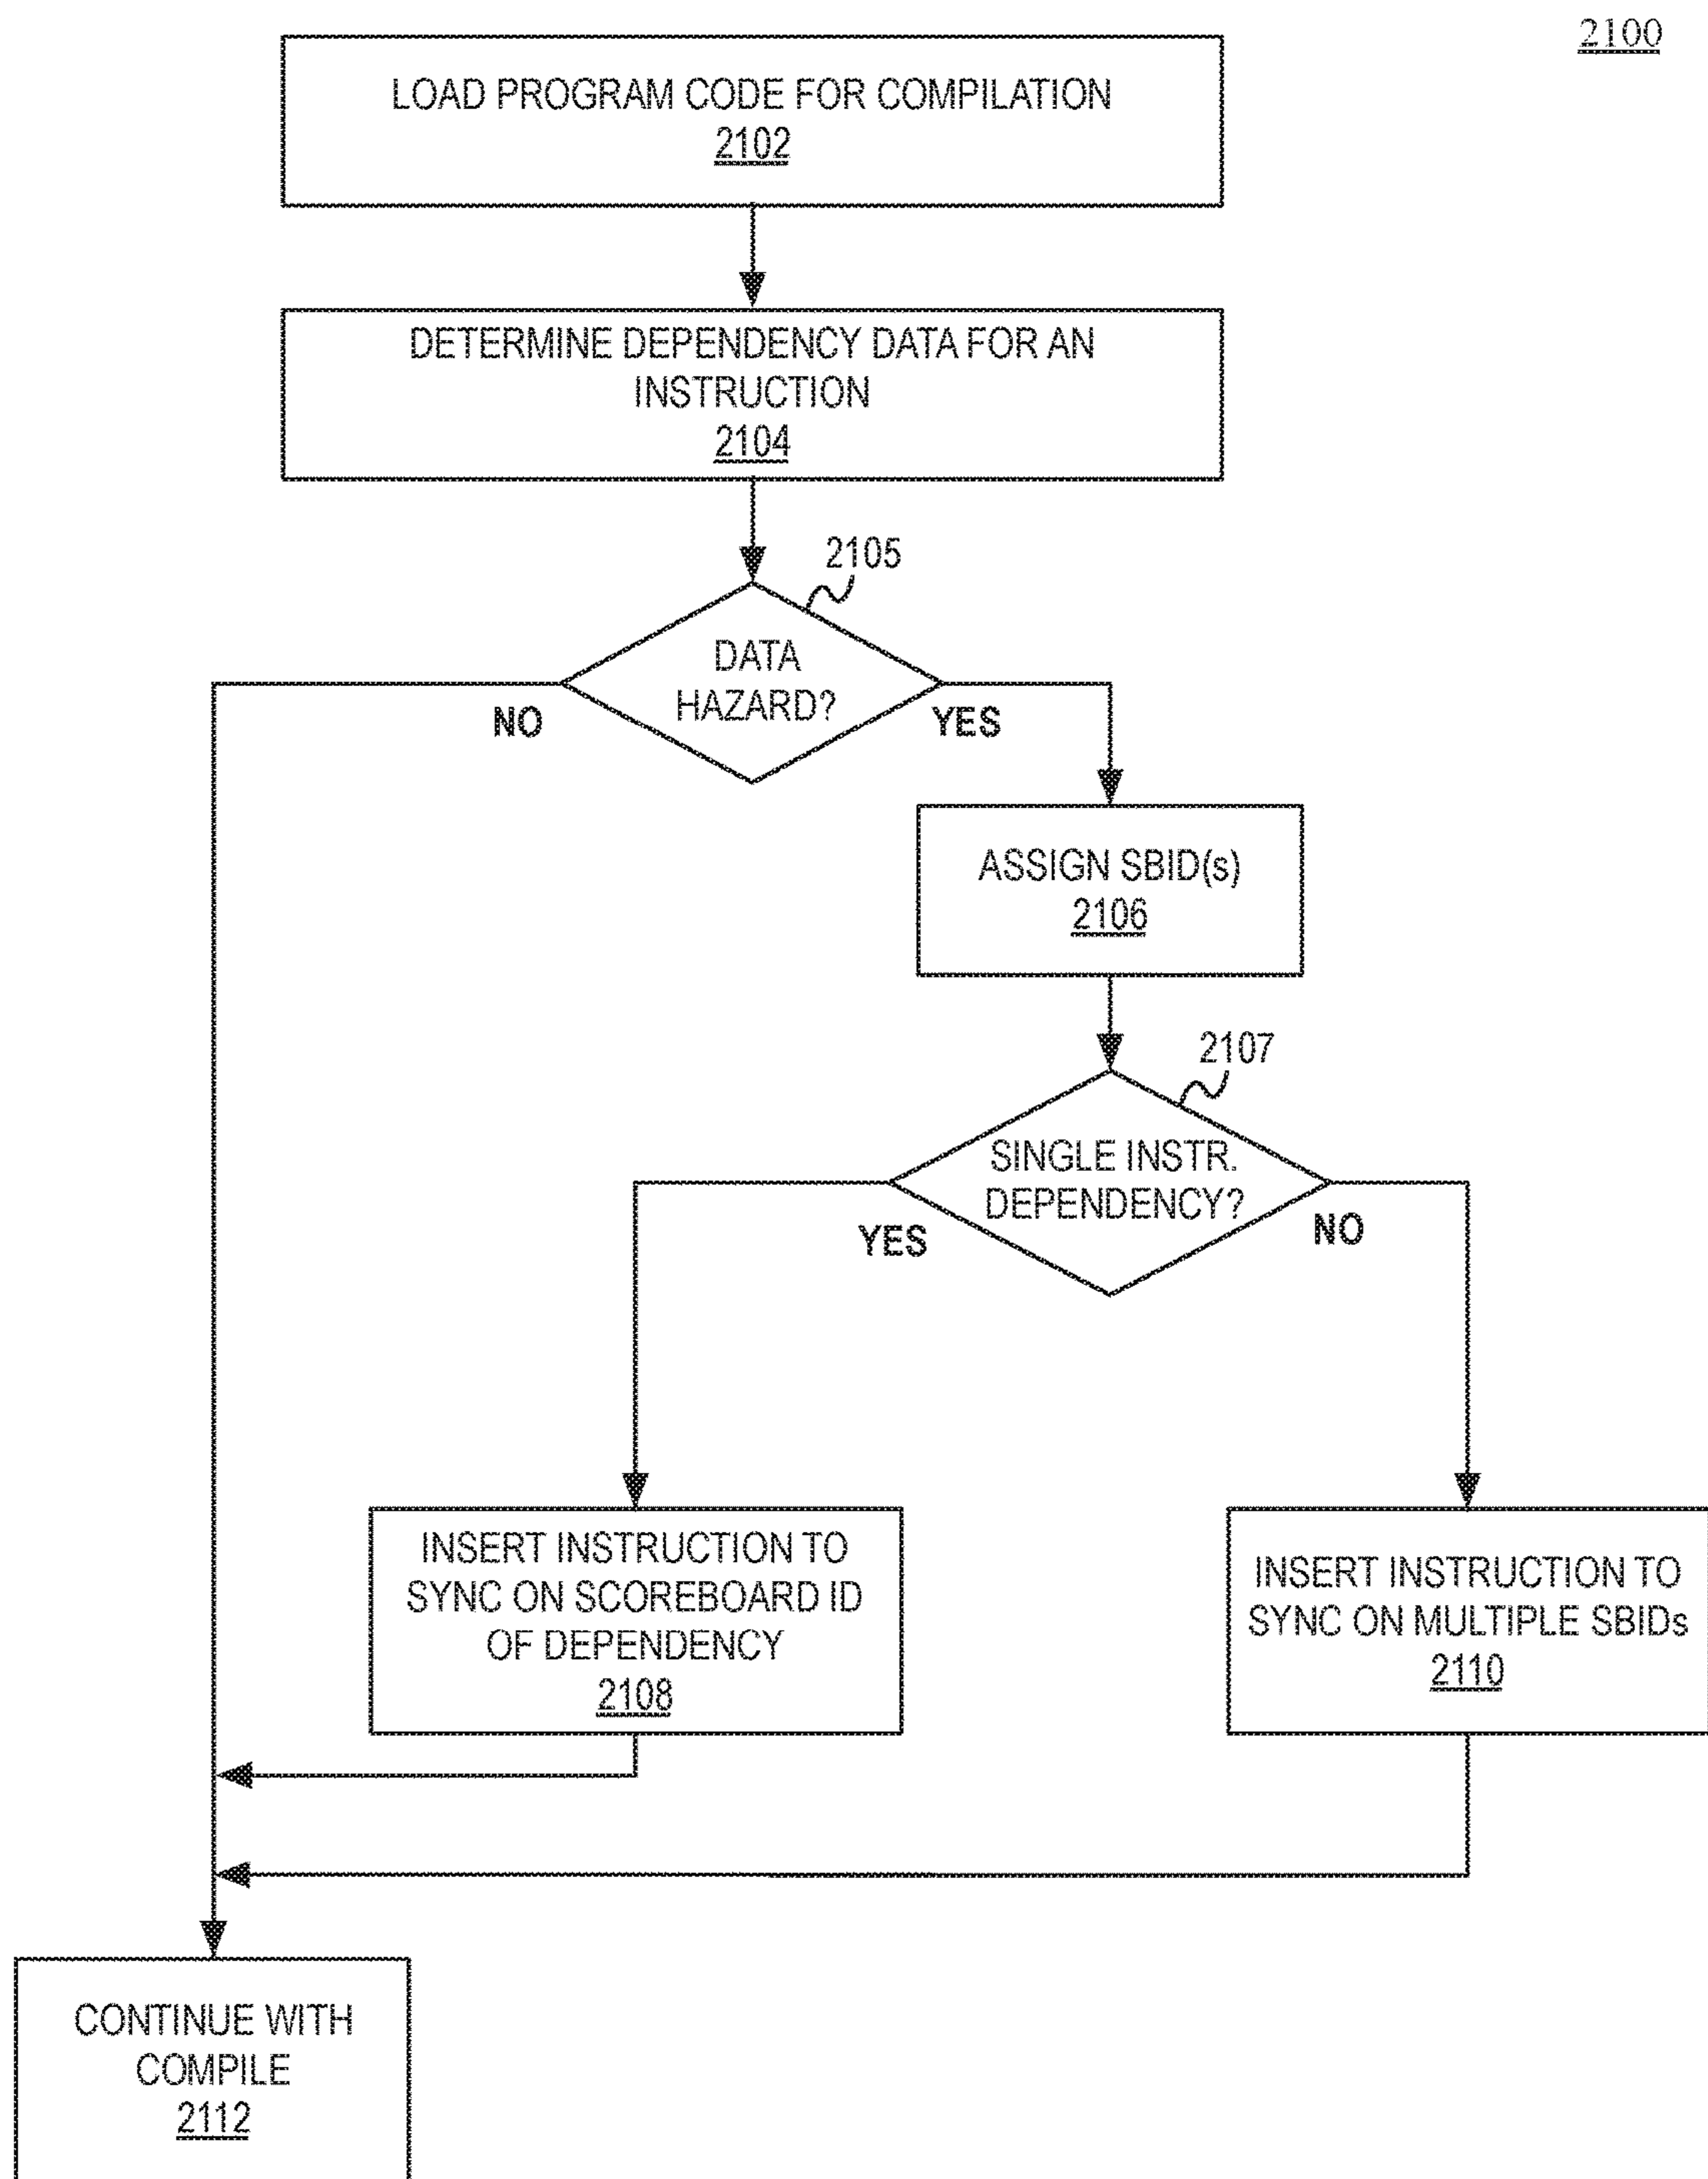 2100
LOAD PROGRAM CODE FOR COMPILATION
2102
DETERMINE DEPENDENCY DATA FOR AN
INSTRUCTION
2104
2105
DATA
HAZARD?
NO
YES
ASSIGN SBID(s)
2106
2107
SINGLE INSTR.
DEPENDENCY?
YES
NO
INSERT INSTRUCTION TO
SYNC ON SCOREBOARD ID
OF DEPENDENCY
2108
INSERT INSTRUCTION TO
SYNC ON MULTIPLE SBIDs
2110
CONTINUE WITH
COMPILE
2112